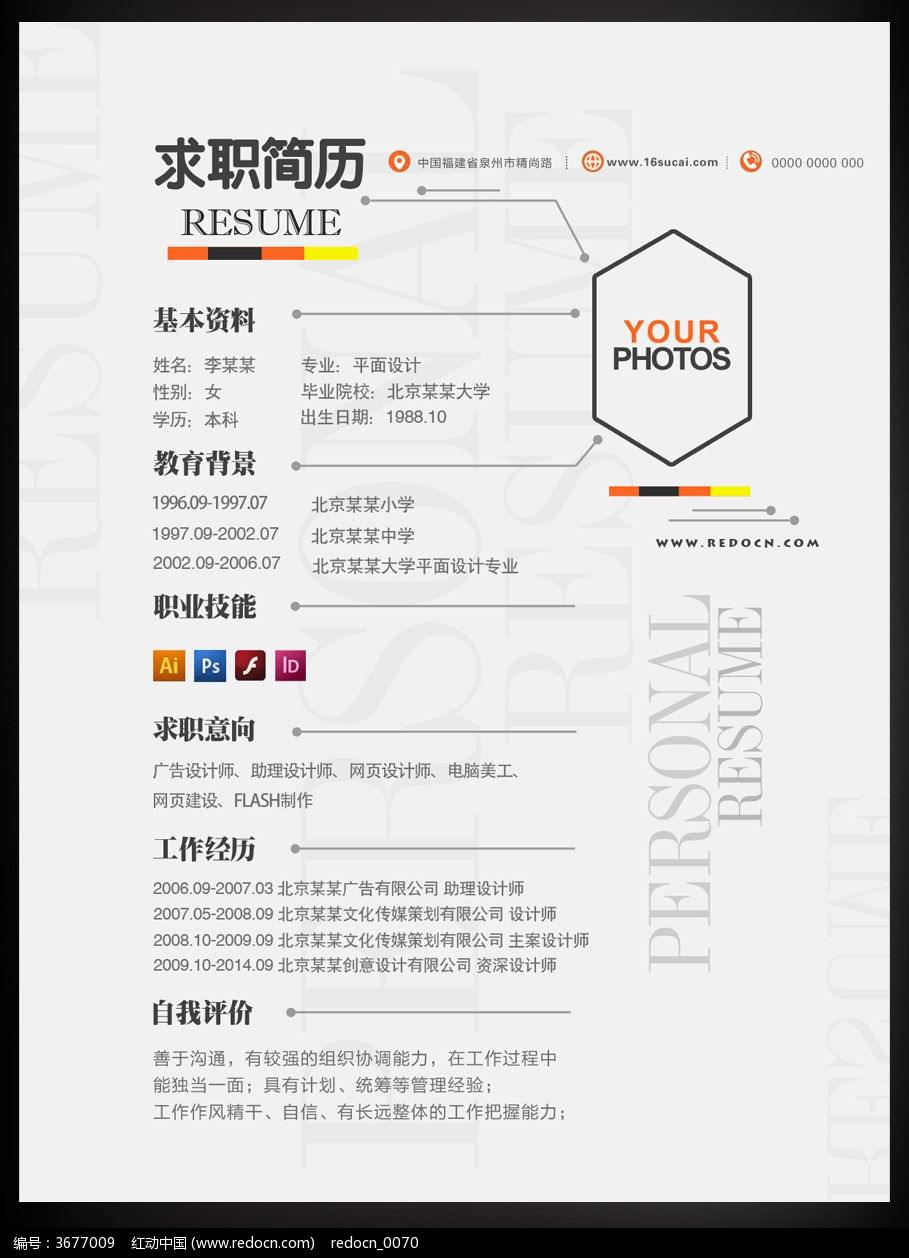 求职简历
RESUME
中国福建省泉州市精尚路
www.16sucai.com
0000 0000 000
YOUR
PHOTOS
基本资料
姓名：李某某 专业：平面设计
性别：女 毕业院校：北京某某大学
学历：本科 出生日期：1988.10
教育背景
1996.09-1997.07 北京某某小学
1997.09-2002.07 北京某某中学
2002.09-2006.07 北京某某大学平面设计专业
WWW.REDOCN.COM
职业技能
Ai Ps f ID
求职意向
广告设计师、助理设计师、网页设计师、电脑美工、
网页建设、FLASH制作
工作经历
2006.09-2007.03 北京某某广告有限公司 助理设计师
2007.05-2008.09 北京某某文化传媒策划有限公司 设计师
2008.10-2009.09 北京某某文化传媒策划有限公司 主案设计师
2009.10-2014.09 北京某某创意设计有限公司 资深设计师
自我评价
善于沟通，有较强的组织协调能力，在工作过程中
能独当一面；具有计划、统筹等管理经验；
工作作风精干、自信、有长远整体的工作把握能力；
PERSONAL
RESUME
PERSONAL
RESUME
RESUME
RESUME
编号：3677009 红动中国 (www.redocn.com) redocn_0070